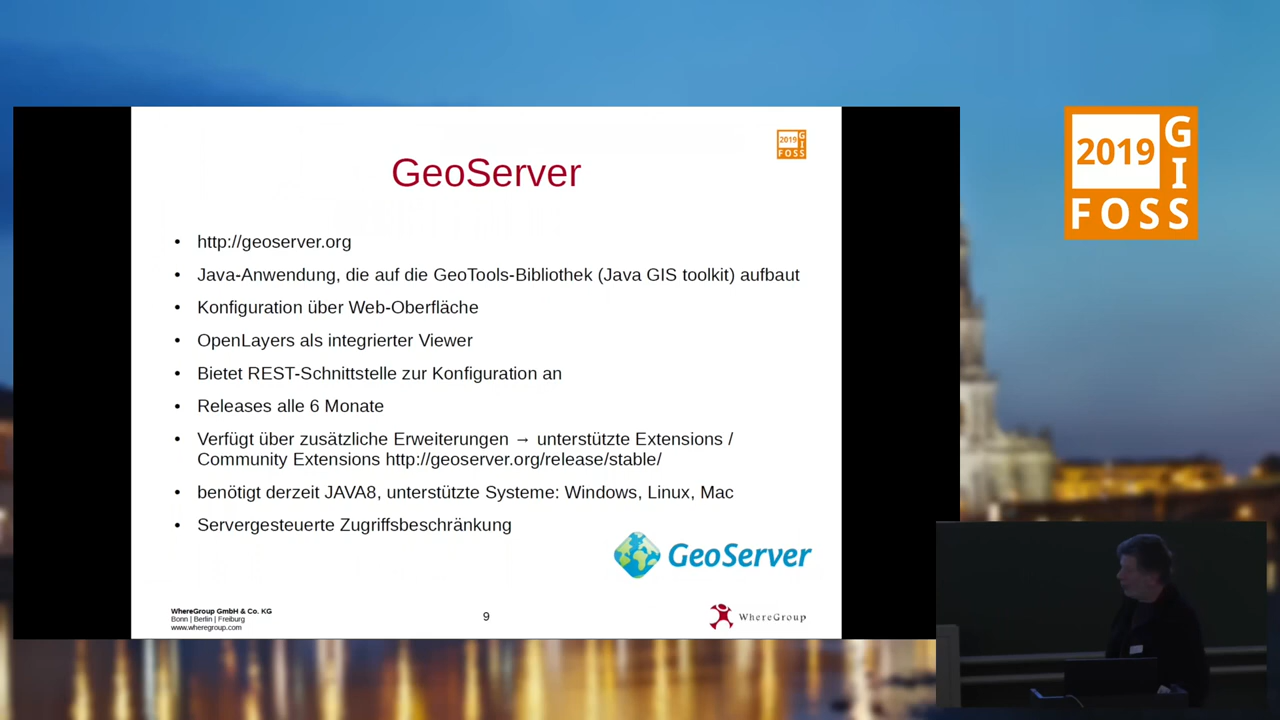 2019
G
I
FOSS
GeoServer
2019
G
I
FOSS
• http://geoserver.org
• Java-Anwendung, die auf die GeoTools-Bibliothek (Java GIS toolkit) aufbaut
• Konfiguration über Web-Oberfläche
• OpenLayers als integrierter Viewer
• Bietet REST-Schnittstelle zur Konfiguration an
• Releases alle 6 Monate
• Verfügt über zusätzliche Erweiterungen → unterstützte Extensions /
Community Extensions http://geoserver.org/release/stable/
• benötigt derzeit JAVA8, unterstützte Systeme: Windows, Linux, Mac
• Servergesteuerte Zugriffsbeschränkung
GeoServer
WhereGroup GmbH & Co. KG
Bonn | Berlin | Freiburg
www.wheregroup.com
9
WhereGroup